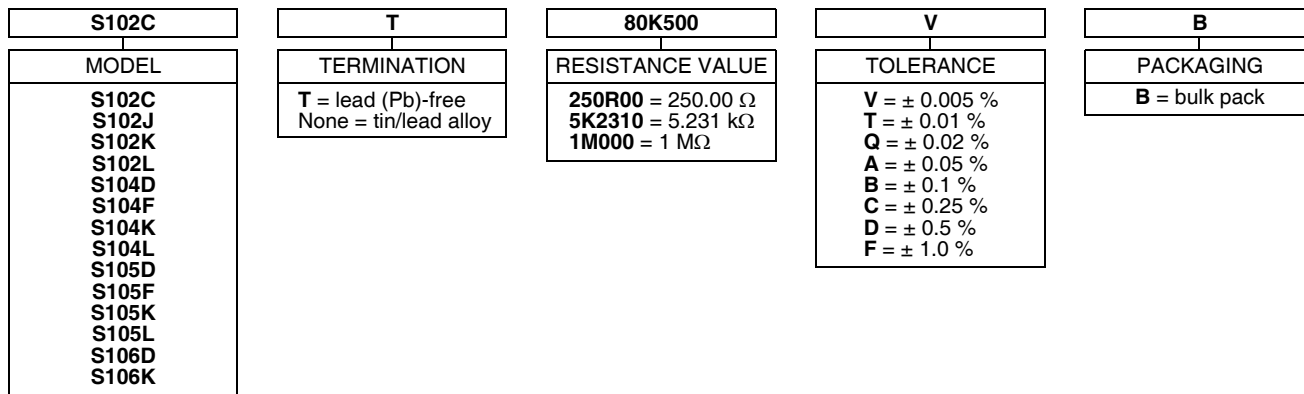 S102C
T
80K500
V
B
MODEL
S102C
S102J
S102K
S102L
S104D
S104F
S104K
S104L
S105D
S105F
S105K
S105L
S106D
S106K
TERMINATION
T = lead (Pb)-free
None = tin/lead alloy
RESISTANCE VALUE
250R00 = 250.00 Ω
5K2310 = 5.231 kΩ
1M000 = 1 MΩ
TOLERANCE
V = ± 0.005 %
T = ± 0.01 %
Q = ± 0.02 %
A = ± 0.05 %
B = ± 0.1 %
C = ± 0.25 %
D = ± 0.5 %
F = ± 1.0 %
PACKAGING
B = bulk pack